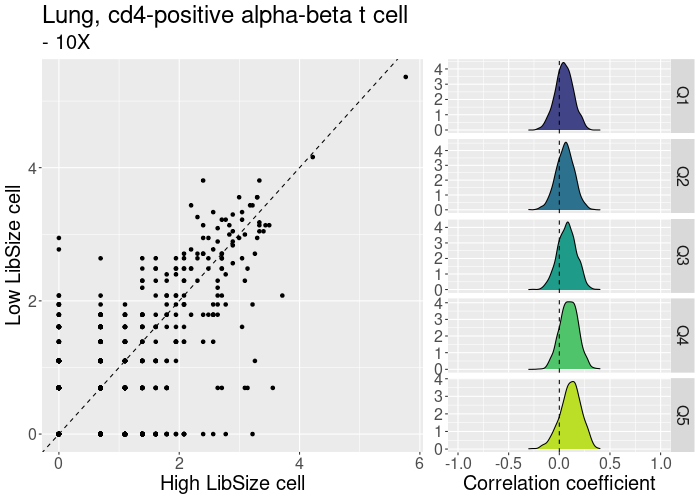 Lung, cd4-positive alpha-beta t cell
- 10X
Low LibSize cell
4
2
0
0 2 4 6
High LibSize cell
4
3
2
1
0
Q1
4
3
2
1
0
Q2
4
3
2
1
0
Q3
4
3
2
1
0
Q4
4
3
2
1
0
Q5
-1.0 -0.5 0.0 0.5 1.0
Correlation coefficient